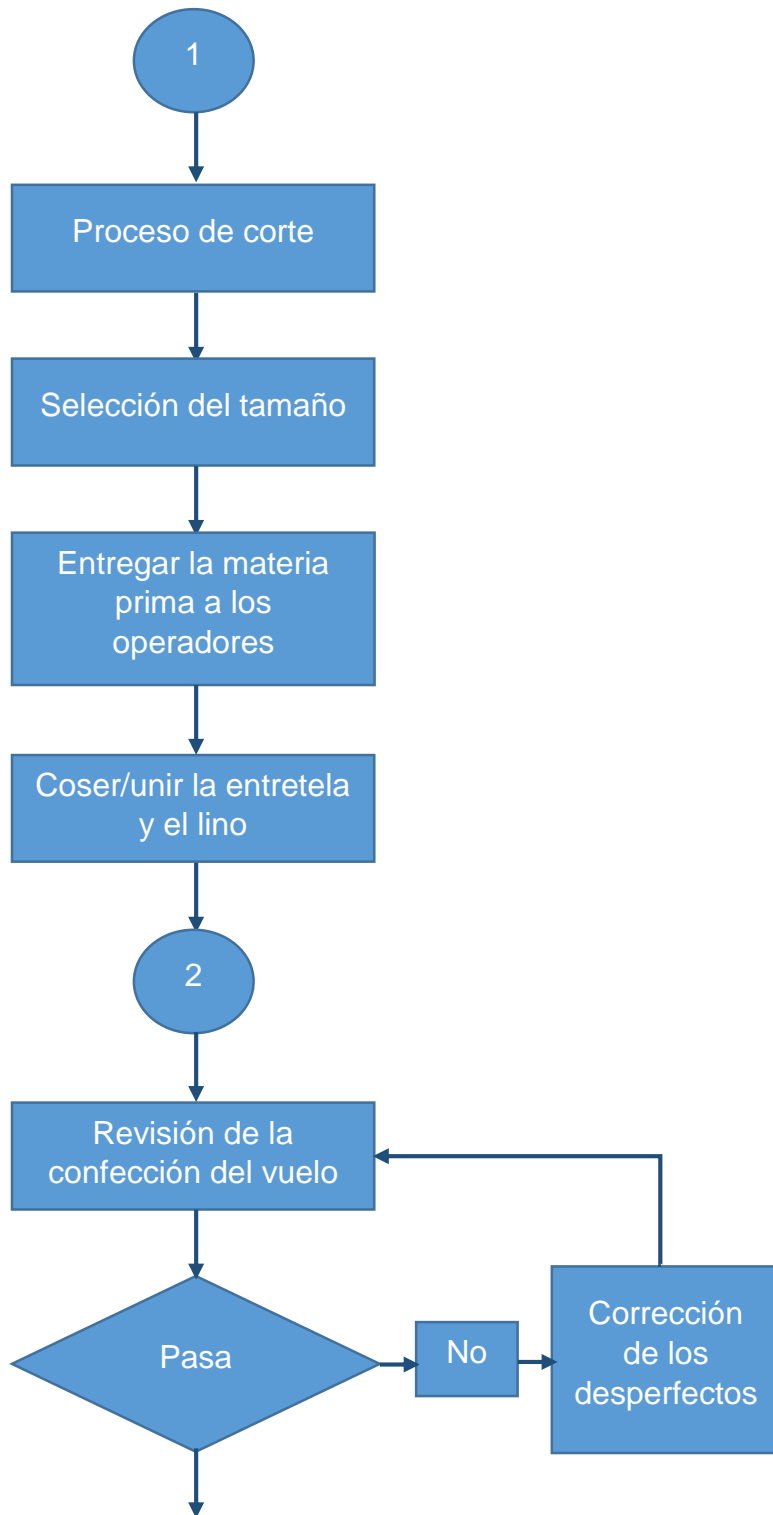 1
Proceso de corte
Selección del tamaño
Entregar la materia
prima a los
operadores
Coser/unir la entretela
y el lino
2
Revisión de la
confección del vuelo
Pasa
No
Corrección
de los
desperfectos